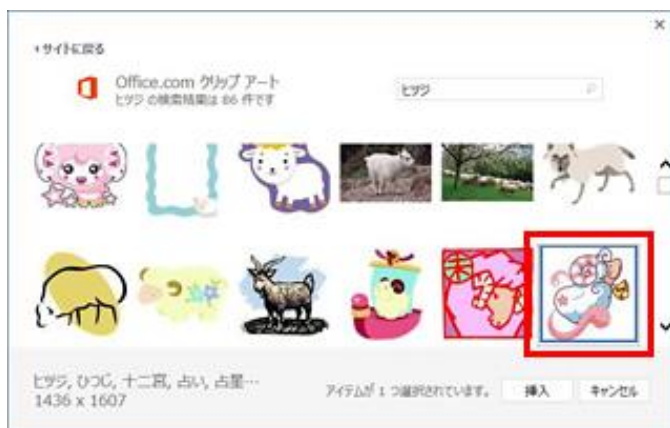 サイトに戻る
Office.com クリップ アート
ヒツジ の検索結果は 86 件です
ヒツジ
ヒツジ, ひつじ, 十二宮, 占い, 占星…
1436 x 1607
アイテムが 1 つ選択されています。
挿入
キャンセル